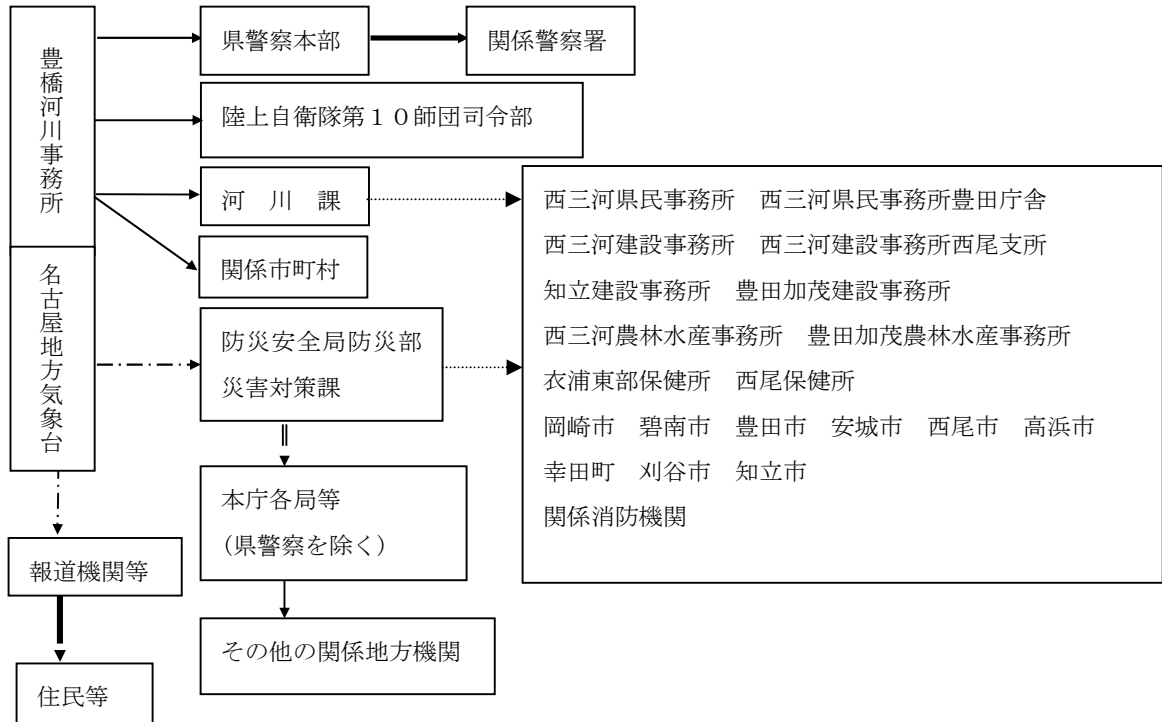 豊橋河川事務所
名古屋地方気象台
県警察本部
関係警察署
陸上自衛隊第１０師団司令部
河　川　課
関係市町村
防災安全局防災部
災害対策課
本庁各局等
（県警察を除く）
その他の関係地方機関
報道機関等
住民等
西三河県民事務所　西三河県民事務所豊田庁舎
西三河建設事務所　西三河建設事務所西尾支所
知立建設事務所　豊田加茂建設事務所
西三河農林水産事務所　豊田加茂農林水産事務所
衣浦東部保健所　西尾保健所
岡崎市　碧南市　豊田市　安城市　西尾市　高浜市
幸田町　刈谷市　知立市
関係消防機関